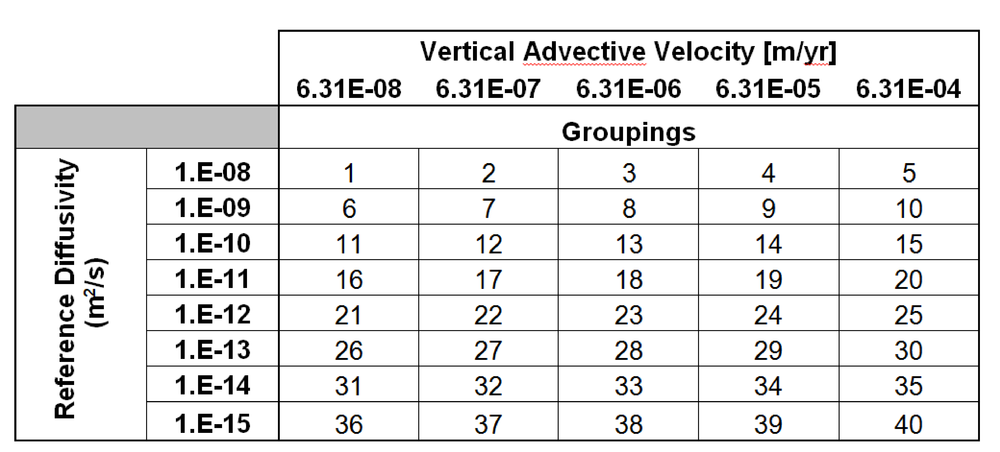 Vertical Advective Velocity [m/yr]
6.31E-08 6.31E-07 6.31E-06 6.31E-05 6.31E-04
Groupings
Reference Diffusivity
(m²/s)
1.E-08 1 2 3 4 5
1.E-09 6 7 8 9 10
1.E-10 11 12 13 14 15
1.E-11 16 17 18 19 20
1.E-12 21 22 23 24 25
1.E-13 26 27 28 29 30
1.E-14 31 32 33 34 35
1.E-15 36 37 38 39 40